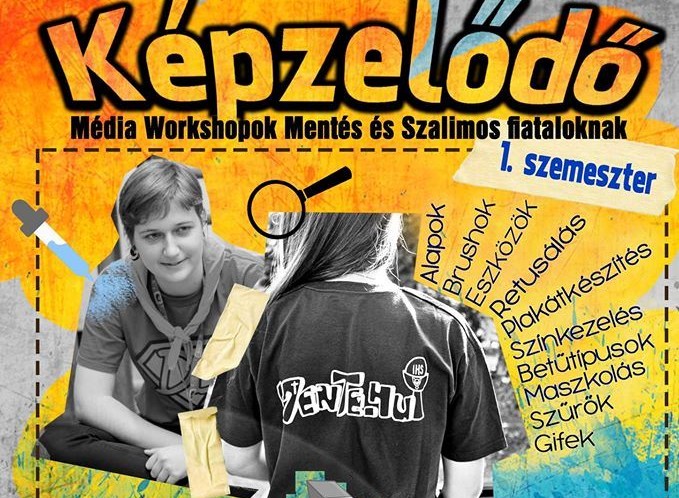 Képzelődő
Média Workshopok Mentés és Szalimos fiataloknak
1. szemeszter
Alapok
Brushok
Eszközök
Retusálás
Plakátkészítés
Színkezelés
Betűtípusok
Maszkolás
Szűrők
Gifek
IHS